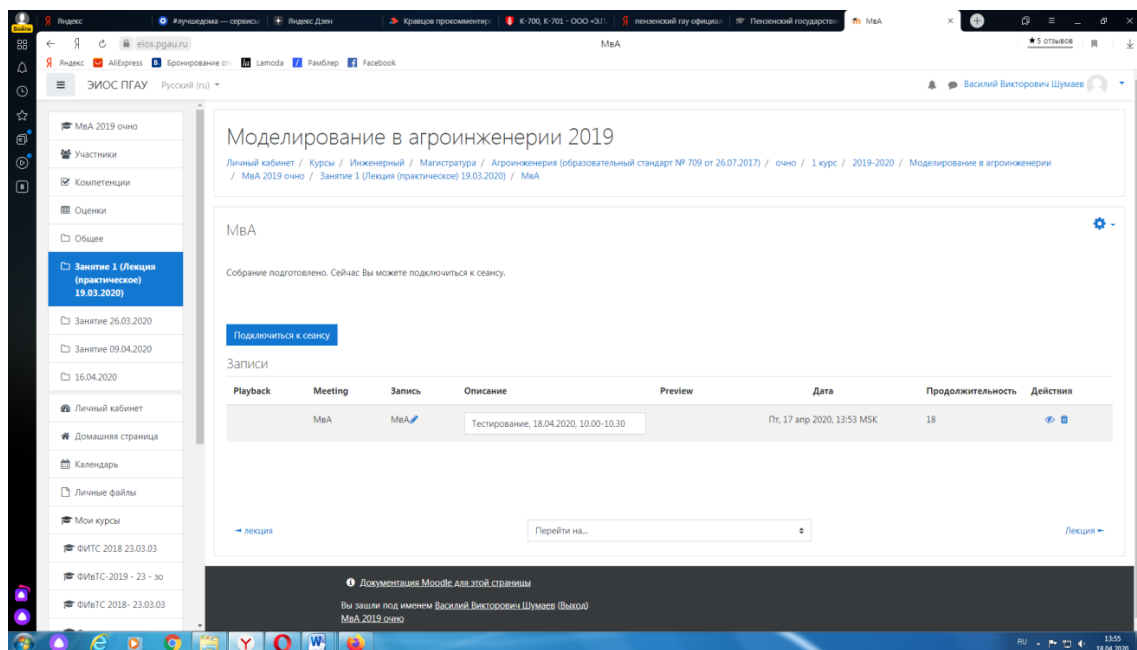 Войти
Яндекс
#лучшедома — сервисы
Яндекс Дзен
Кравцов прокомментир
К-700, К-701 - ООО «З.П.
пензенский гау официал
Пензенский государстве
МвА
eios.pgau.ru
МвА
★5 отзывов
Яндекс
AliExpress
Бронирование от
Lamoda
Рамблер
Facebook
ЭИОС ПГАУ
Русский (ru)
Василий Викторович Шумаев
МвА 2019 очно
Участники
Компетенции
Оценки
Общее
Занятие 1 (Лекция
(практическое)
19.03.2020)
Занятие 26.03.2020
Занятие 09.04.2020
16.04.2020
Личный кабинет
Домашняя страница
Календарь
Личные файлы
Мои курсы
ФИТС 2018 23.03.03
ФИвТС-2019 - 23 - зо
ФИвТС 2018- 23.03.03
Моделирование в агроинженерии 2019
Личный кабинет / Курсы / Инженерный / Магистратура / Агроинженерия (образовательный стандарт № 709 от 26.07.2017) / очно / 1 курс / 2019-2020 / Моделирование в агроинженерии
/ МвА 2019 очно / Занятие 1 (Лекция (практическое) 19.03.2020) / МвА
МвА
Собрание подготовлено. Сейчас Вы можете подключиться к сеансу.
Подключиться к сеансу
Записи
Playback Meeting Запись Описание Preview Дата Продолжительность Действия
МвА МвА Тестирование, 18.04.2020, 10.00-10.30 Пт, 17 апр 2020, 13:53 MSK 18
◄ лекция
Перейти на...
Лекция ►
Документация Moodle для этой страницы
Вы зашли под именем Василий Викторович Шумаев (Выход)
МвА 2019 очно
RU
13:55
18.04.2020